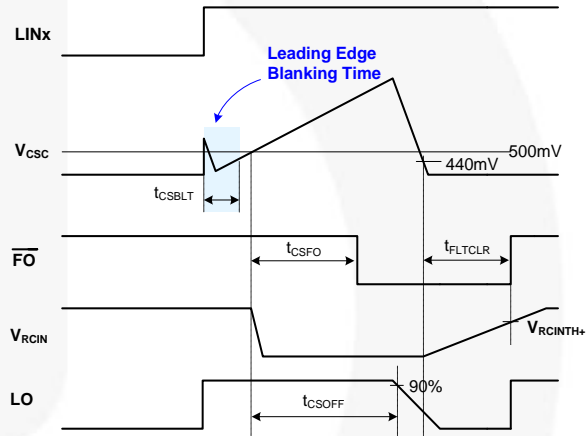 LINx
Leading Edge
Blanking Time
VCSC
500mV
440mV
tCSBLT
FO
tCSFO
tFLTCLR
VRCIN
VRCINTH+
LO
90%
tCSOFF